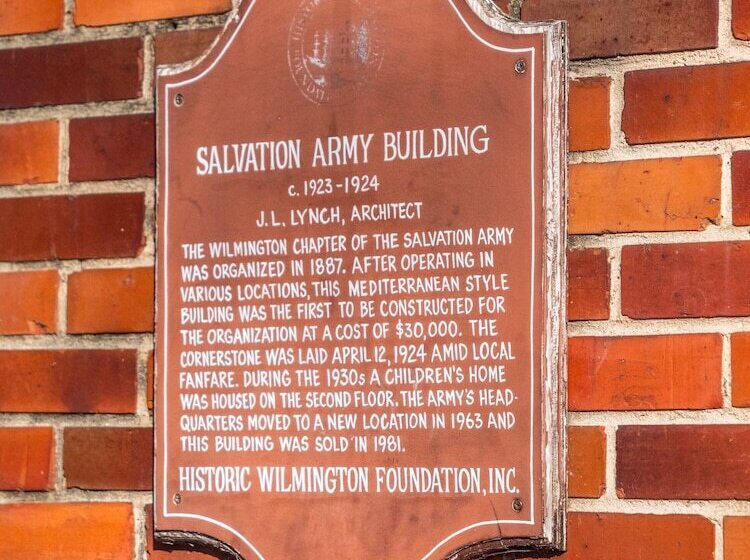 SALVATION ARMY BUILDING
c. 1923-1924
J. L. LYNCH, ARCHITECT
THE WILMINGTON CHAPTER OF THE SALVATION ARMY
WAS ORGANIZED IN 1887. AFTER OPERATING IN
VARIOUS LOCATIONS, THIS MEDITERRANEAN STYLE
BUILDING WAS THE FIRST TO BE CONSTRUCTED FOR
THE ORGANIZATION AT A COST OF $30,000. THE
CORNERSTONE WAS LAID APRIL 12, 1924 AMID LOCAL
FANFARE. DURING THE 1930s A CHILDREN'S HOME
WAS HOUSED ON THE SECOND FLOOR. THE ARMY'S HEAD-
QUARTERS MOVED TO A NEW LOCATION IN 1963 AND
THIS BUILDING WAS SOLD IN 1981.
HISTORIC WILMINGTON FOUNDATION, INC.